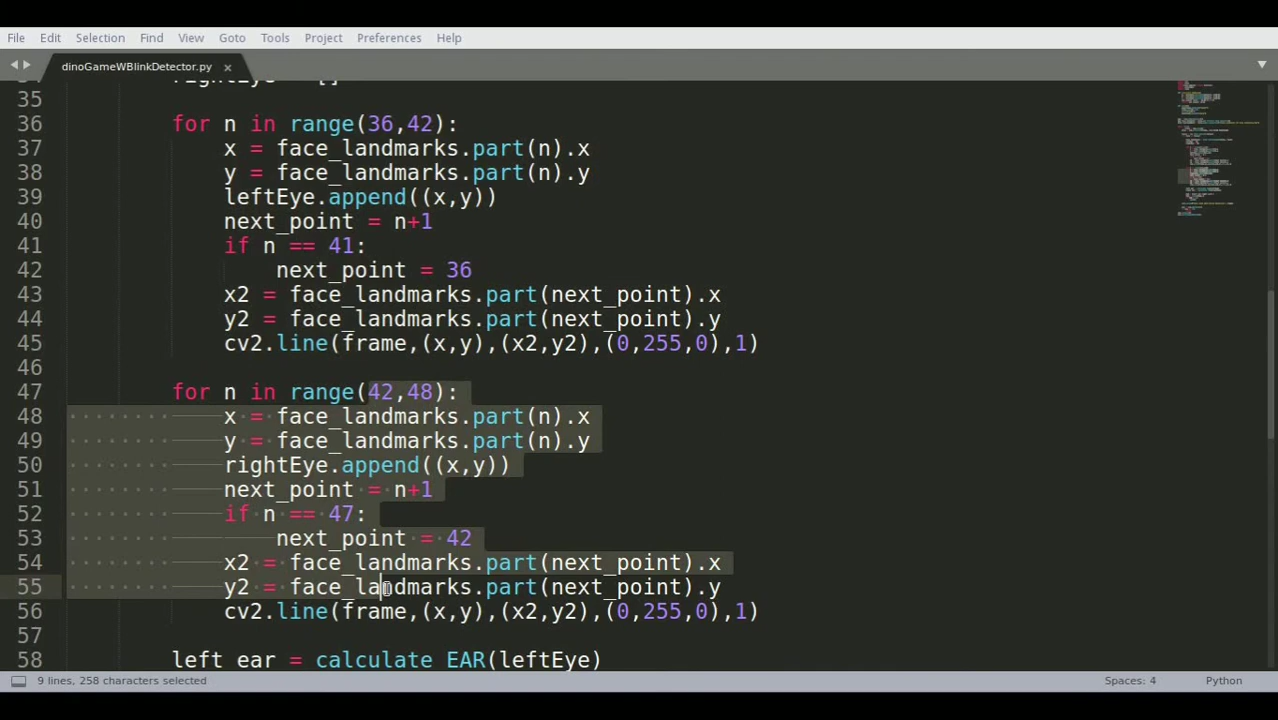 File Edit Selection Find View Goto Tools Project Preferences Help
dinoGameWBlinkDetector.py
35
36 for n in range(36,42):
37 x = face_landmarks.part(n).x
38 y = face_landmarks.part(n).y
39 leftEye.append((x,y))
40 next_point = n+1
41 if n == 41:
42 next_point = 36
43 x2 = face_landmarks.part(next_point).x
44 y2 = face_landmarks.part(next_point).y
45 cv2.line(frame,(x,y),(x2,y2),(0,255,0),1)
46
47 for n in range(42,48):
48 x = face_landmarks.part(n).x
49 y = face_landmarks.part(n).y
50 rightEye.append((x,y))
51 next_point = n+1
52 if n == 47:
53 next_point = 42
54 x2 = face_landmarks.part(next_point).x
55 y2 = face_landmarks.part(next_point).y
56 cv2.line(frame,(x,y),(x2,y2),(0,255,0),1)
57
58 left_ear = calculate_EAR(leftEye)
9 lines, 258 characters selected Spaces: 4 Python